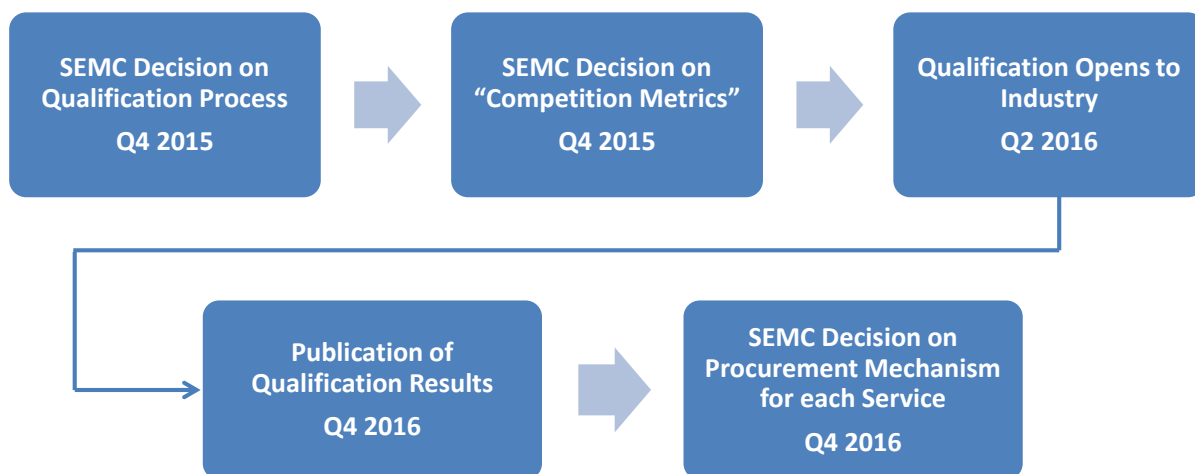 SEMC Decision on
Qualification Process
Q4 2015
SEMC Decision on
“Competition Metrics”
Q4 2015
Qualification Opens to
Industry
Q2 2016
Publication of
Qualification Results
Q4 2016
SEMC Decision on
Procurement Mechanism
for each Service
Q4 2016